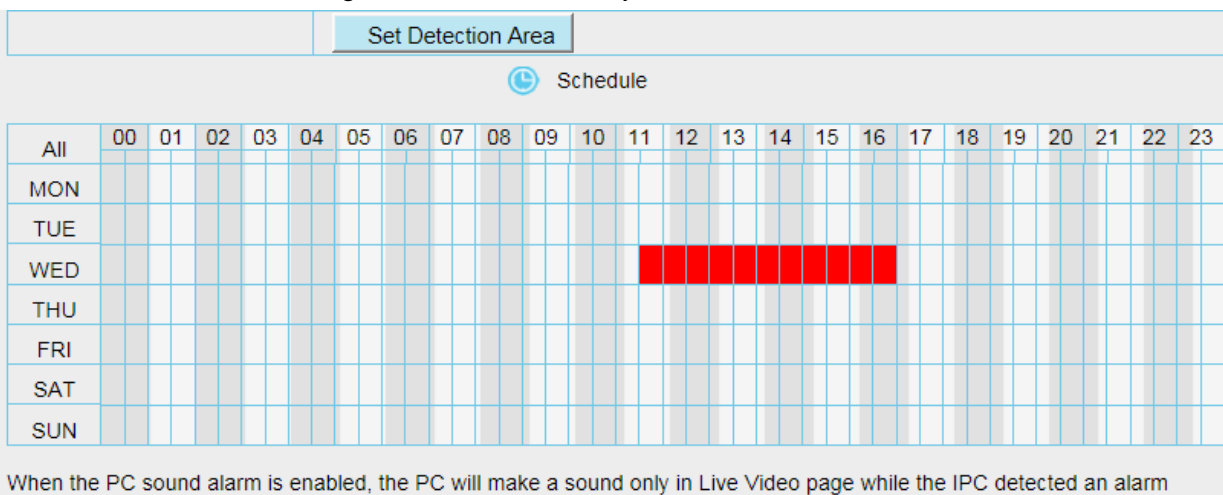 Set Detection Area
Schedule
All 00 01 02 03 04 05 06 07 08 09 10 11 12 13 14 15 16 17 18 19 20 21 22 23
MON
TUE
WED
THU
FRI
SAT
SUN
When the PC sound alarm is enabled, the PC will make a sound only in Live Video page while the IPC detected an alarm